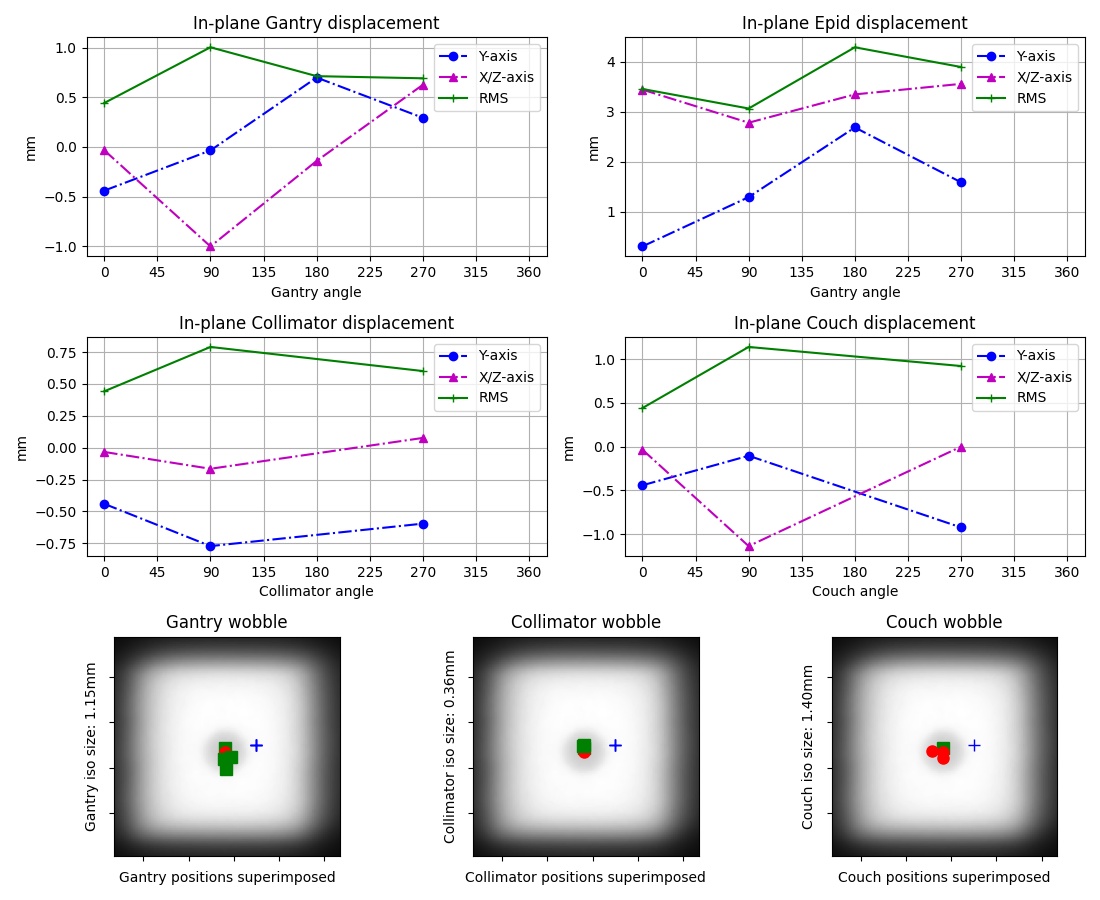 In-plane Gantry displacement
mm
1.0
0.5
0.0
−0.5
−1.0
0 45 90 135 180 225 270 315 360
Gantry angle
Y-axis
X/Z-axis
RMS
In-plane Epid displacement
mm
4
3
2
1
0 45 90 135 180 225 270 315 360
Gantry angle
Y-axis
X/Z-axis
RMS
In-plane Collimator displacement
mm
0.75
0.50
0.25
0.00
−0.25
−0.50
−0.75
0 45 90 135 180 225 270 315 360
Collimator angle
Y-axis
X/Z-axis
RMS
In-plane Couch displacement
mm
1.0
0.5
0.0
−0.5
−1.0
0 45 90 135 180 225 270 315 360
Couch angle
Y-axis
X/Z-axis
RMS
Gantry wobble
Gantry iso size: 1.15mm
Gantry positions superimposed
Collimator wobble
Collimator iso size: 0.36mm
Collimator positions superimposed
Couch wobble
Couch iso size: 1.40mm
Couch positions superimposed